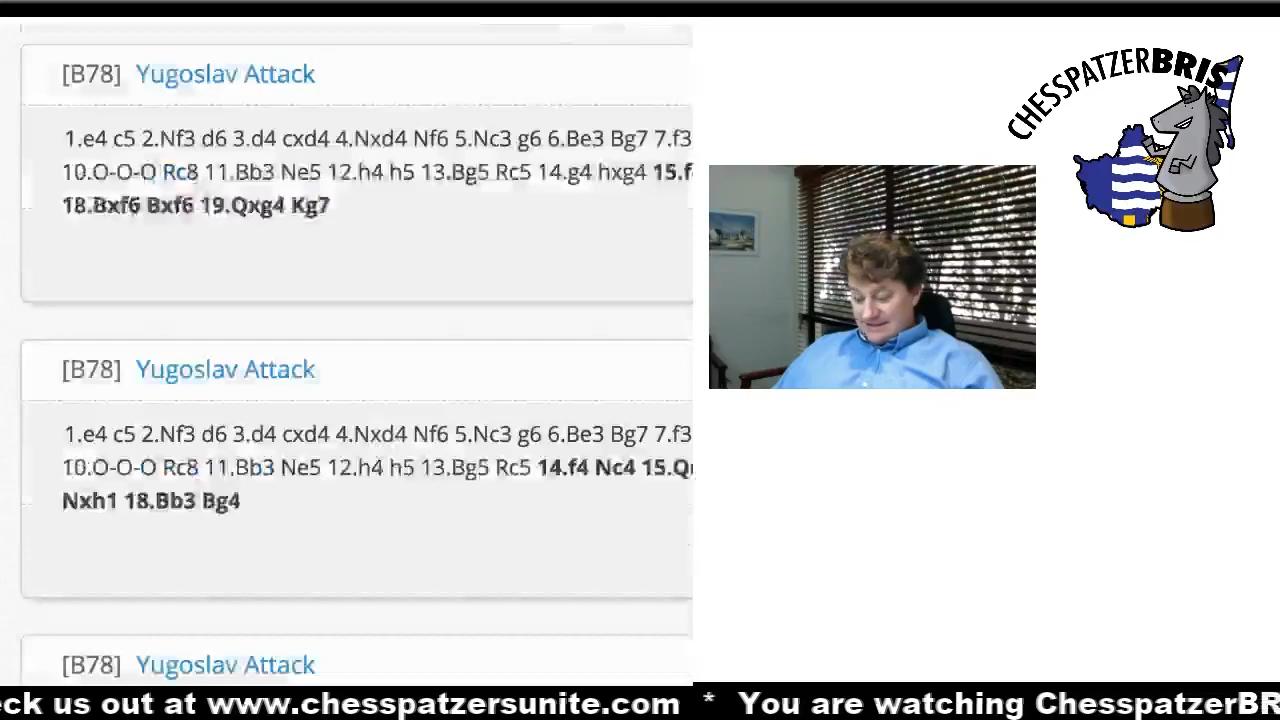 [B78] Yugoslav Attack
1.e4 c5 2.Nf3 d6 3.d4 cxd4 4.Nxd4 Nf6 5.Nc3 g6 6.Be3 Bg7 7.f3
10.O-O-O Rc8 11.Bb3 Ne5 12.h4 h5 13.Bg5 Rc5 14.g4 hxg4 15.f
18.Bxf6 Bxf6 19.Qxg4 Kg7
[B78] Yugoslav Attack
1.e4 c5 2.Nf3 d6 3.d4 cxd4 4.Nxd4 Nf6 5.Nc3 g6 6.Be3 Bg7 7.f3
10.O-O-O Rc8 11.Bb3 Ne5 12.h4 h5 13.Bg5 Rc5 14.f4 Nc4 15.Q
Nxh1 18.Bb3 Bg4
[B78] Yugoslav Attack
CHESSPATZERBRIS
eck us out at www.chesspatzersunite.com * You are watching ChesspatzerBR